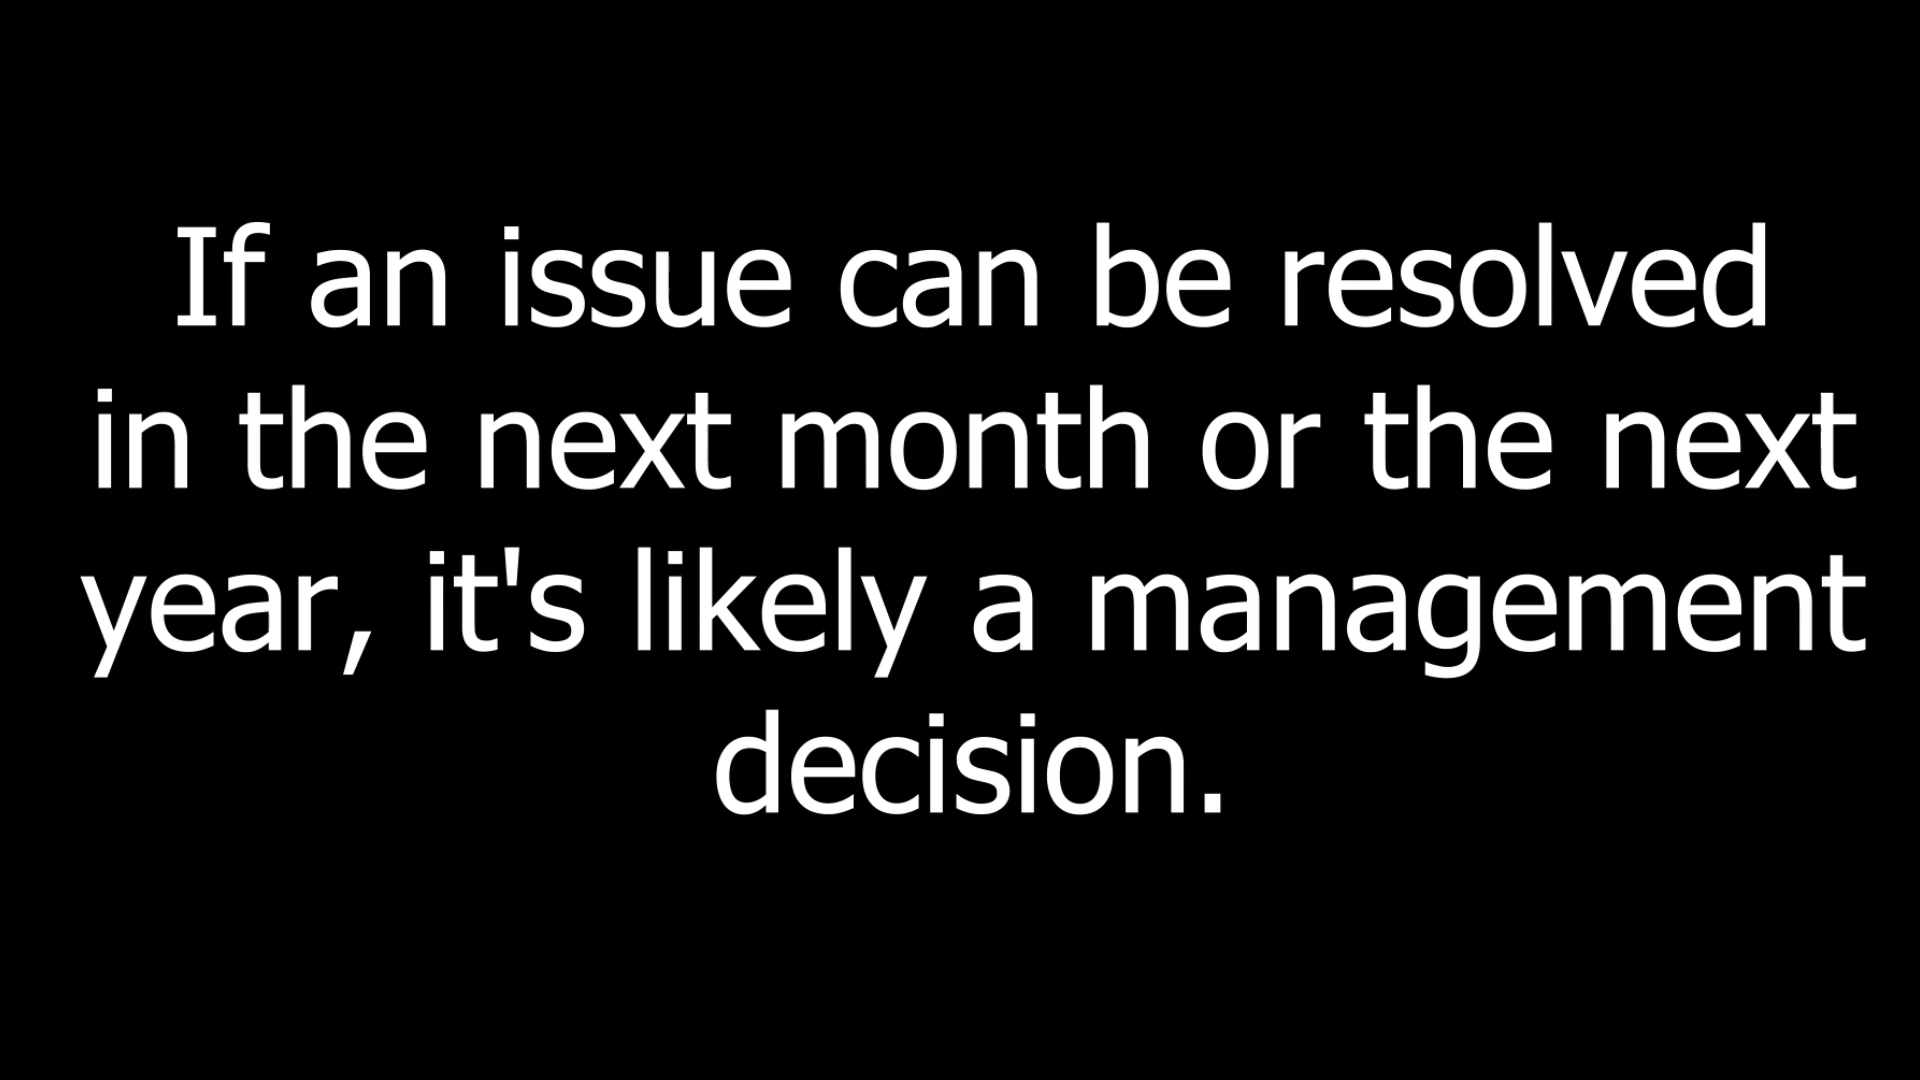 If an issue can be resolved
in the next month or the next
year, it's likely a management
decision.